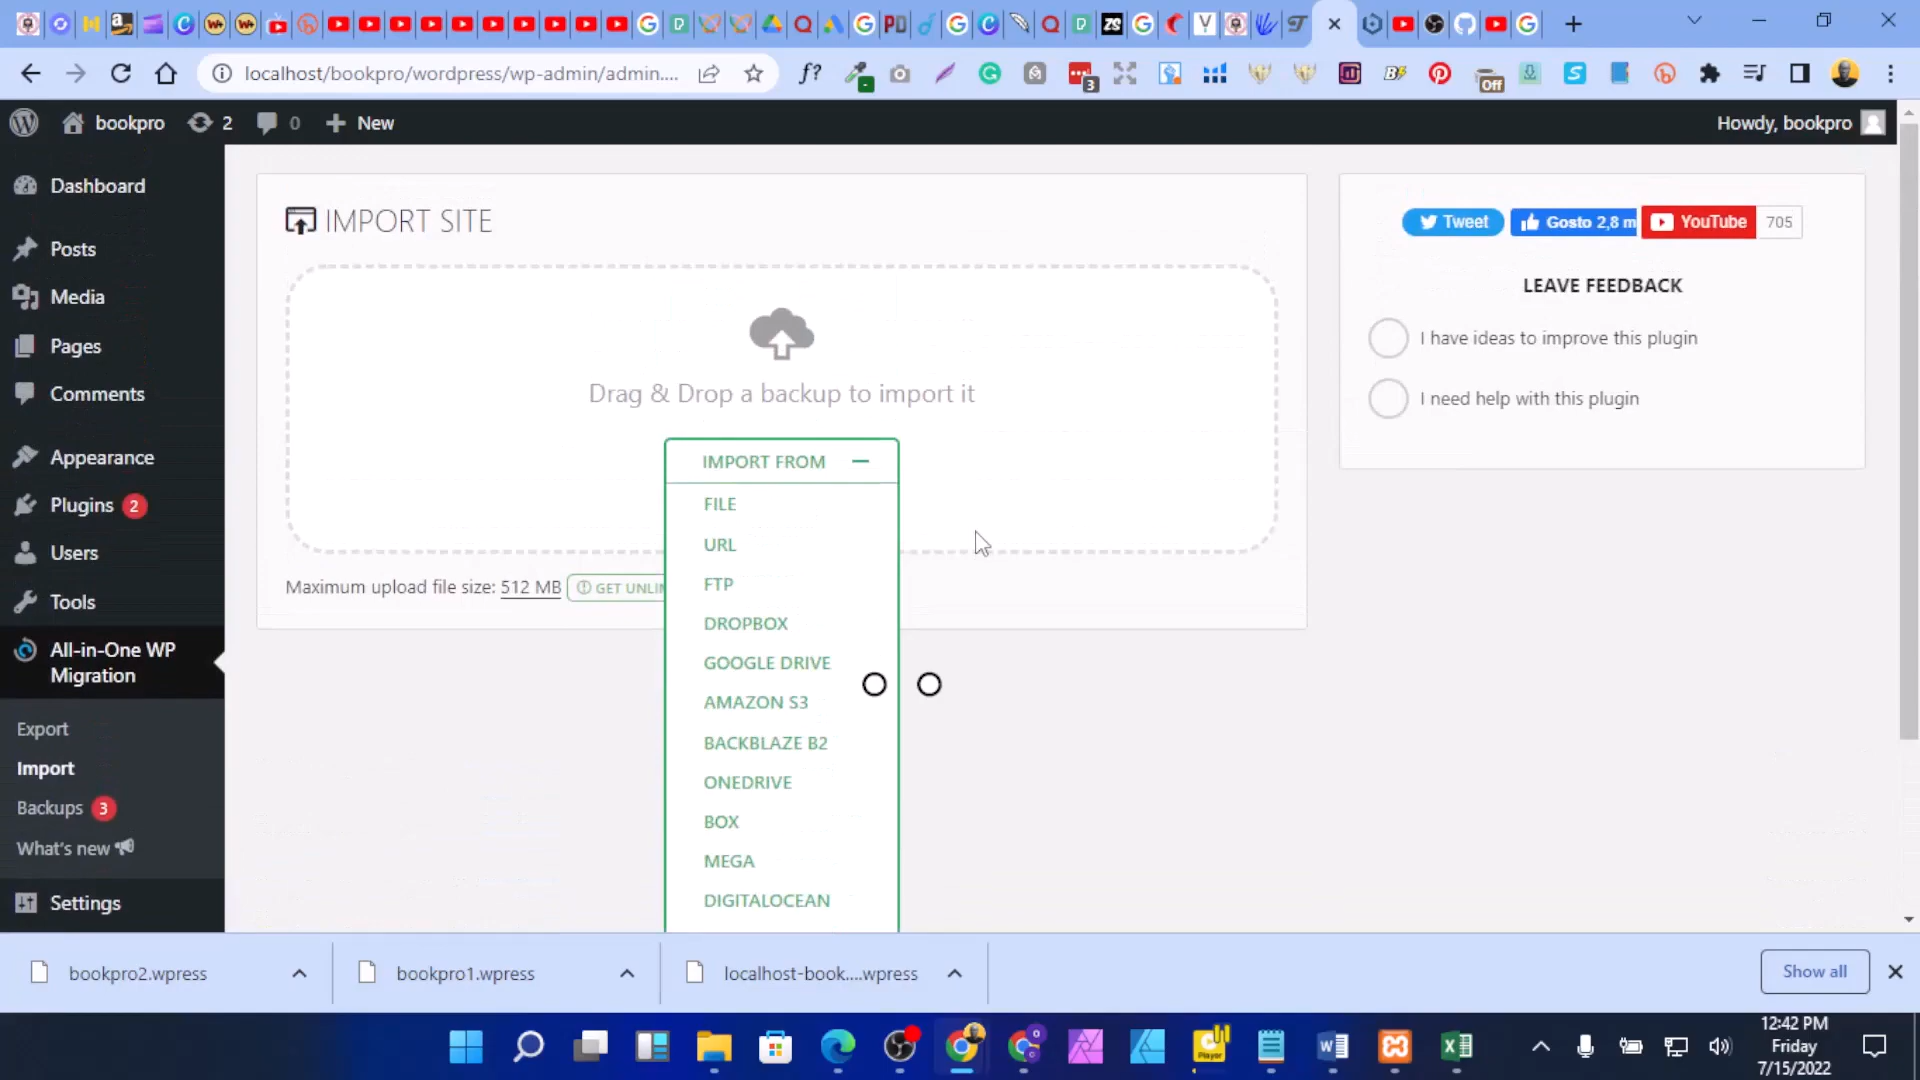 localhost/bookpro/wordpress/wp-admin/admin....
f?
3
Off
bookpro
2
0
New
Howdy, bookpro
Dashboard
Posts
Media
Pages
Comments
Appearance
Plugins 2
Users
Tools
All-in-One WP
Migration
Export
Import
Backups 3
What's new
Settings
IMPORT SITE
Drag & Drop a backup to import it
IMPORT FROM
FILE
URL
FTP
DROPBOX
GOOGLE DRIVE
AMAZON S3
BACKBLAZE B2
ONEDRIVE
BOX
MEGA
DIGITALOCEAN
Maximum upload file size: 512 MB
GET UNLIM
Tweet
Gosto 2,8 m
YouTube
705
LEAVE FEEDBACK
I have ideas to improve this plugin
I need help with this plugin
bookpro2.wpress
bookpro1.wpress
localhost-book....wpress
Show all
12:42 PM
Friday
7/15/2022